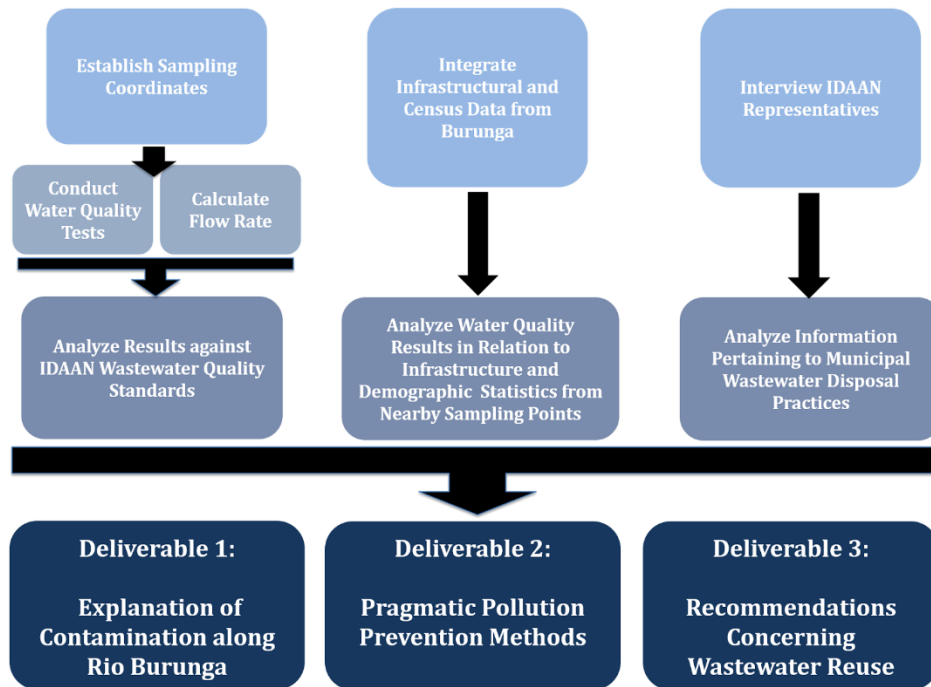 Establish Sampling
Coordinates
Integrate
Infrastructural and
Census Data from
Burunga
Interview IDAAN
Representatives
Conduct
Water Quality
Tests
Calculate
Flow Rate
Analyze Results against
IDAAN Wastewater Quality
Standards
Analyze Water Quality
Results in Relation to
Infrastructure and
Demographic Statistics from
Nearby Sampling Points
Analyze Information
Pertaining to Municipal
Wastewater Disposal
Practices
Deliverable 1:
Explanation of
Contamination along
Rio Burunga
Deliverable 2:
Pragmatic Pollution
Prevention Methods
Deliverable 3:
Recommendations
Concerning
Wastewater Reuse